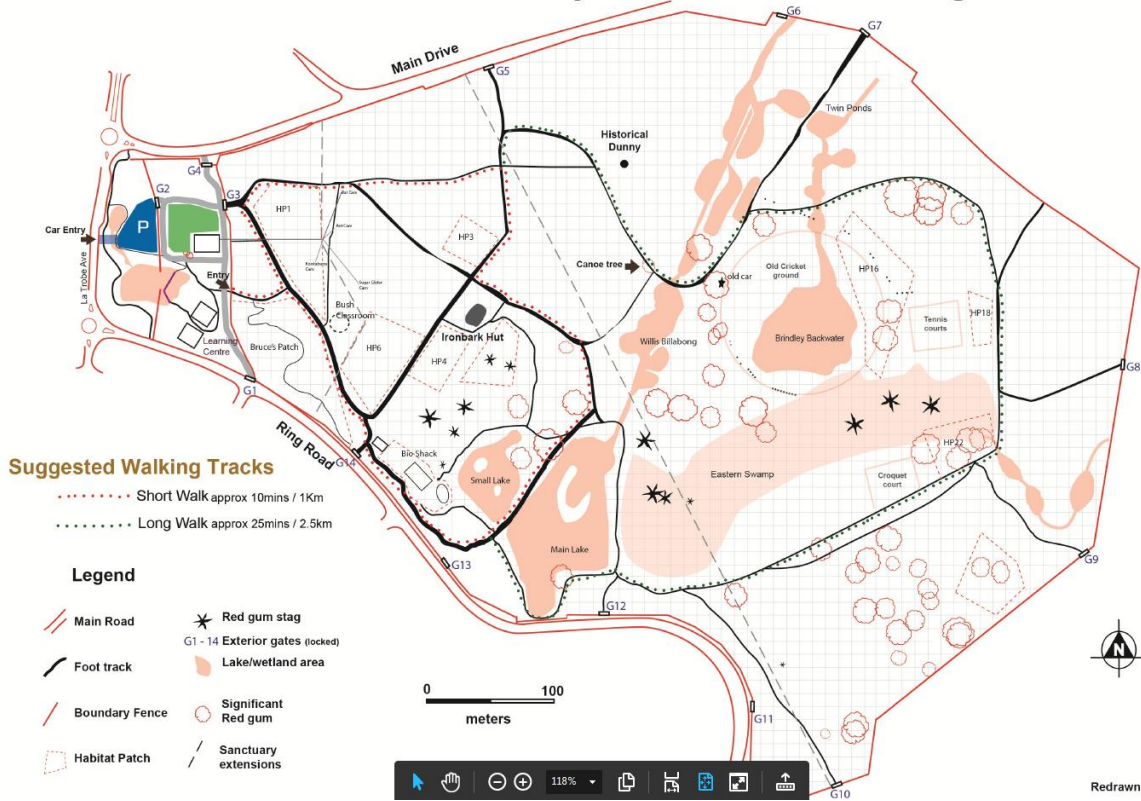 G6
G7
Main Drive
G5
Twin Ponds
Historical
Dunny
G4
G2
G3
P
HP1
HP3
Car Entry
La Trobe Ave
Entry
Canoe tree
old car
Old Cricket
ground
HP16
HP18
Tennis
courts
Bush
Classroom
Ironbark Hut
Willis Billabong
Brindley Backwater
Learning
Centre
Bruce's Patch
HP6
HP4
G8
G1
Ring Road
G14
Bio Shack
Small Lake
HP22
Eastern Swamp
Croquet
court
Suggested Walking Tracks
Short Walk approx 10mins / 1Km
Long Walk approx 25mins / 2.5km
Main Lake
G13
G9
G12
Legend
Main Road
Red gum stag
G1 - 14 Exterior gates (locked)
Foot track
Lake/wetland area
Boundary Fence
Significant
Red gum
Habitat Patch
Sanctuary
extensions
0 100
meters
N
G11
G10
118%
Redrawn